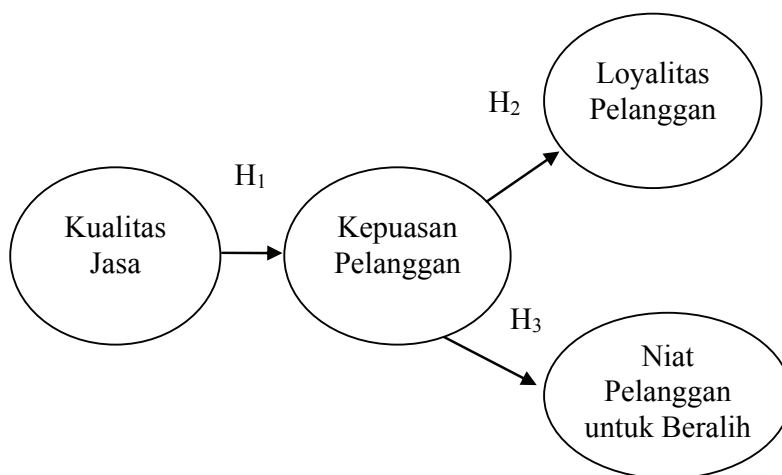 Kualitas
Jasa
H₁
Kepuasan
Pelanggan
H₂
Loyalitas
Pelanggan
H₃
Niat
Pelanggan
untuk Beralih